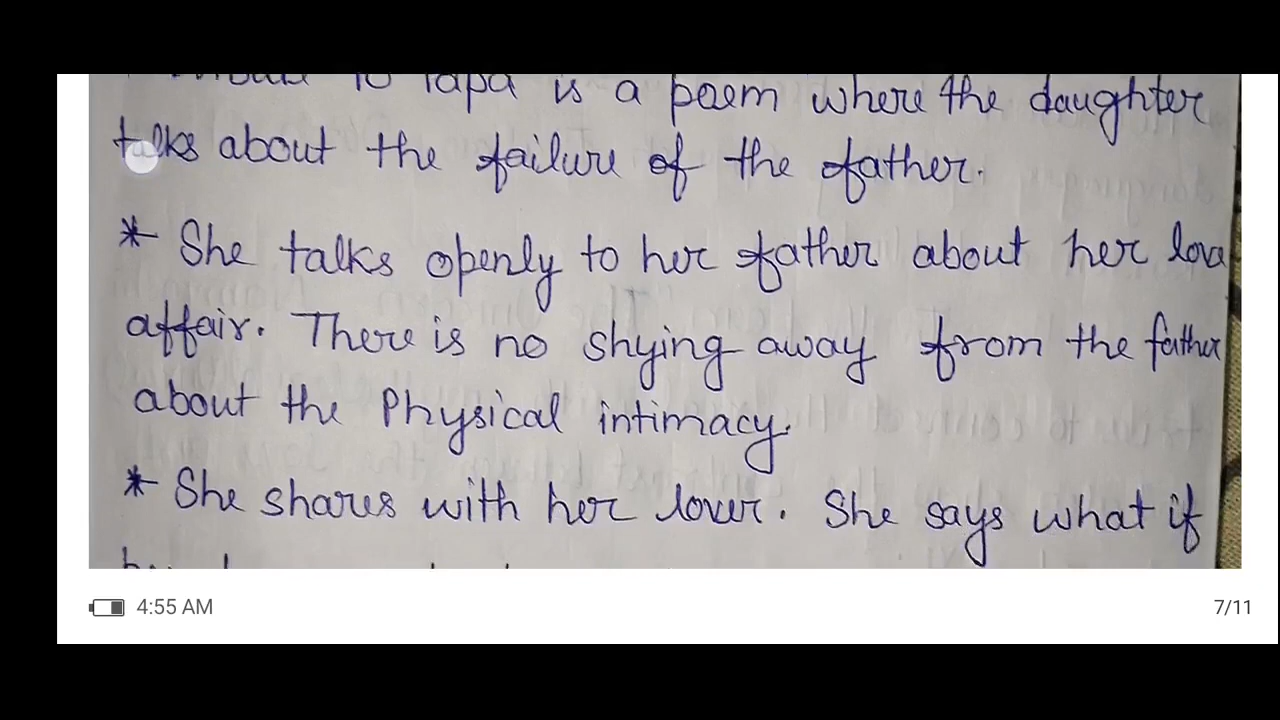 to Papa is a poem where the daughter
talks about the failure of the father.
* She talks openly to her father about her love
affair. There is no shying away from the father
about the Physical intimacy.
* She shares with her lover. She says what if
4:55 AM
7/11